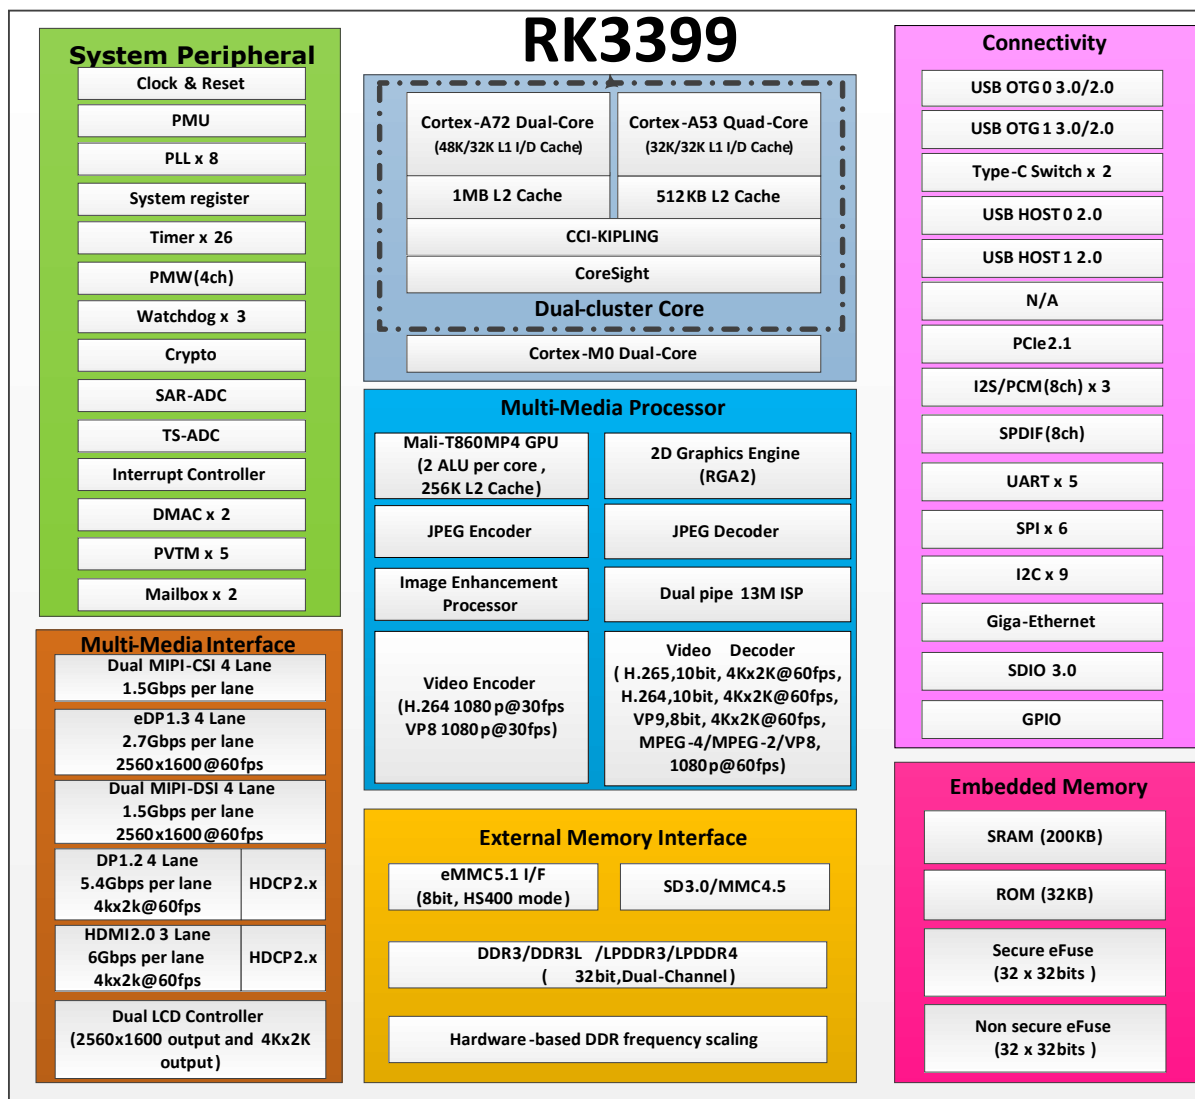 RK3399
System Peripheral
Clock & Reset
PMU
PLL x 8
System register
Timer x 26
PMW(4ch)
Watchdog x 3
Crypto
SAR-ADC
TS-ADC
Interrupt Controller
DMAC x 2
PVTM x 5
Mailbox x 2
Multi-Media Interface
Dual MIPI-CSI 4 Lane
1.5Gbps per lane
eDP1.3 4 Lane
2.7Gbps per lane
2560x1600@60fps
Dual MIPI-DSI 4 Lane
1.5Gbps per lane
2560x1600@60fps
DP1.2 4 Lane
5.4Gbps per lane
4kx2k@60fps
HDCP2.x
HDMI2.0 3 Lane
6Gbps per lane
4kx2k@60fps
HDCP2.x
Dual LCD Controller
(2560x1600 output and 4Kx2K
output)
Cortex-A72 Dual-Core
(48K/32K L1 I/D Cache)
Cortex-A53 Quad-Core
(32K/32K L1 I/D Cache)
1MB L2 Cache
512KB L2 Cache
CCI-KIPLING
CoreSight
Dual-cluster Core
Cortex-M0 Dual-Core
Multi-Media Processor
Mali-T860MP4 GPU
(2 ALU per core ,
256K L2 Cache)
2D Graphics Engine
(RGA2)
JPEG Encoder
JPEG Decoder
Image Enhancement
Processor
Dual pipe 13M ISP
Video Encoder
(H.264 1080p@30fps
VP8 1080p@30fps)
Video Decoder
( H.265,10bit, 4Kx2K@60fps,
H.264,10bit, 4Kx2K@60fps,
VP9,8bit, 4Kx2K@60fps,
MPEG-4/MPEG-2/VP8,
1080p@60fps)
External Memory Interface
eMMC5.1 I/F
(8bit, HS400 mode)
SD3.0/MMC4.5
DDR3/DDR3L /LPDDR3/LPDDR4
( 32bit,Dual-Channel)
Hardware-based DDR frequency scaling
Connectivity
USB OTG 0 3.0/2.0
USB OTG 1 3.0/2.0
Type-C Switch x 2
USB HOST 0 2.0
USB HOST 1 2.0
N/A
PCIe2.1
I2S/PCM(8ch) x 3
SPDIF(8ch)
UART x 5
SPI x 6
I2C x 9
Giga-Ethernet
SDIO 3.0
GPIO
Embedded Memory
SRAM (200KB)
ROM (32KB)
Secure eFuse
(32 x 32bits )
Non secure eFuse
(32 x 32bits )